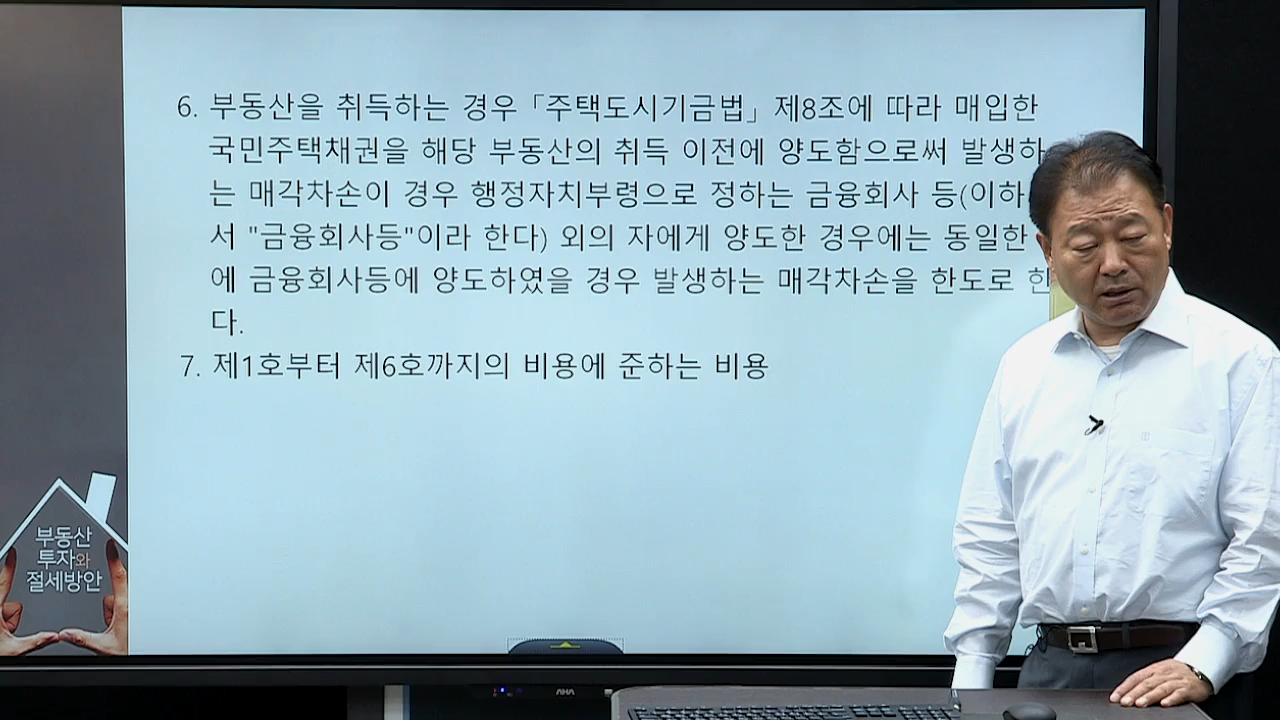 6. 부동산을 취득하는 경우 「주택도시기금법」 제8조에 따라 매입한
국민주택채권을 해당 부동산의 취득 이전에 양도함으로써 발생하
는 매각차손이 경우 행정자치부령으로 정하는 금융회사 등(이하
서 "금융회사등"이라 한다) 외의 자에게 양도한 경우에는 동일한
에 금융회사등에 양도하였을 경우 발생하는 매각차손을 한도로 한
다.
7. 제1호부터 제6호까지의 비용에 준하는 비용
부동산
투자와
절세방안
AHA